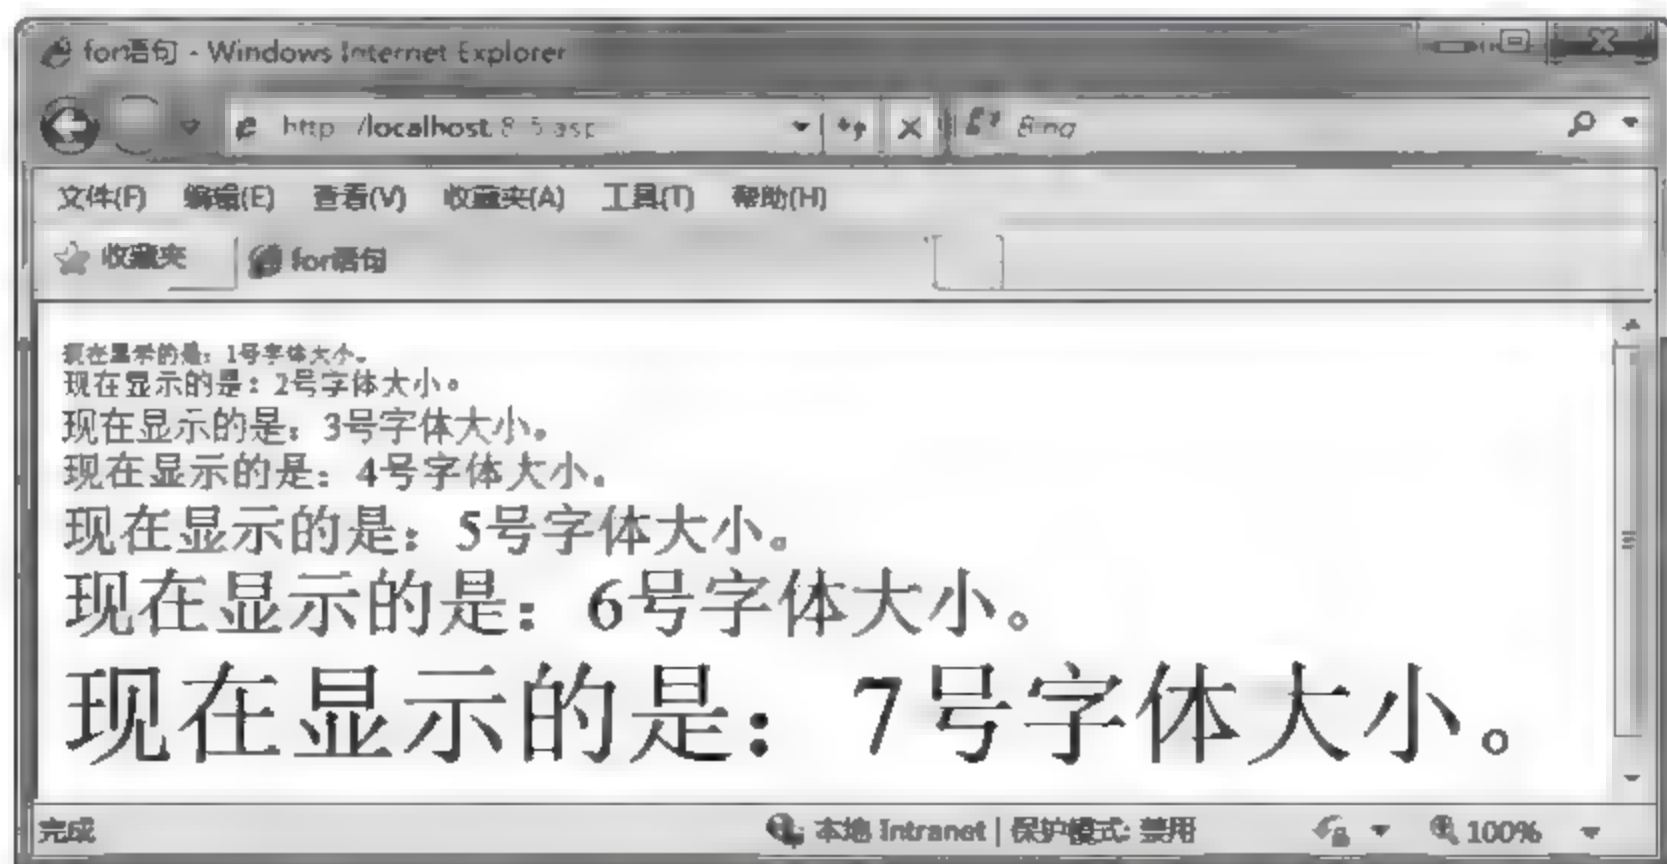 for语句 - Windows Internet Explorer
http://localhost/8-5.asp
Bing
文件(F) 编辑(E) 查看(V) 收藏夹(A) 工具(T) 帮助(H)
收藏夹 for语句
现在显示的是：1号字体大小。
现在显示的是：2号字体大小。
现在显示的是：3号字体大小。
现在显示的是：4号字体大小。
现在显示的是：5号字体大小。
现在显示的是：6号字体大小。
现在显示的是：7号字体大小。
完成 本地 Intranet | 保护模式: 禁用 100%